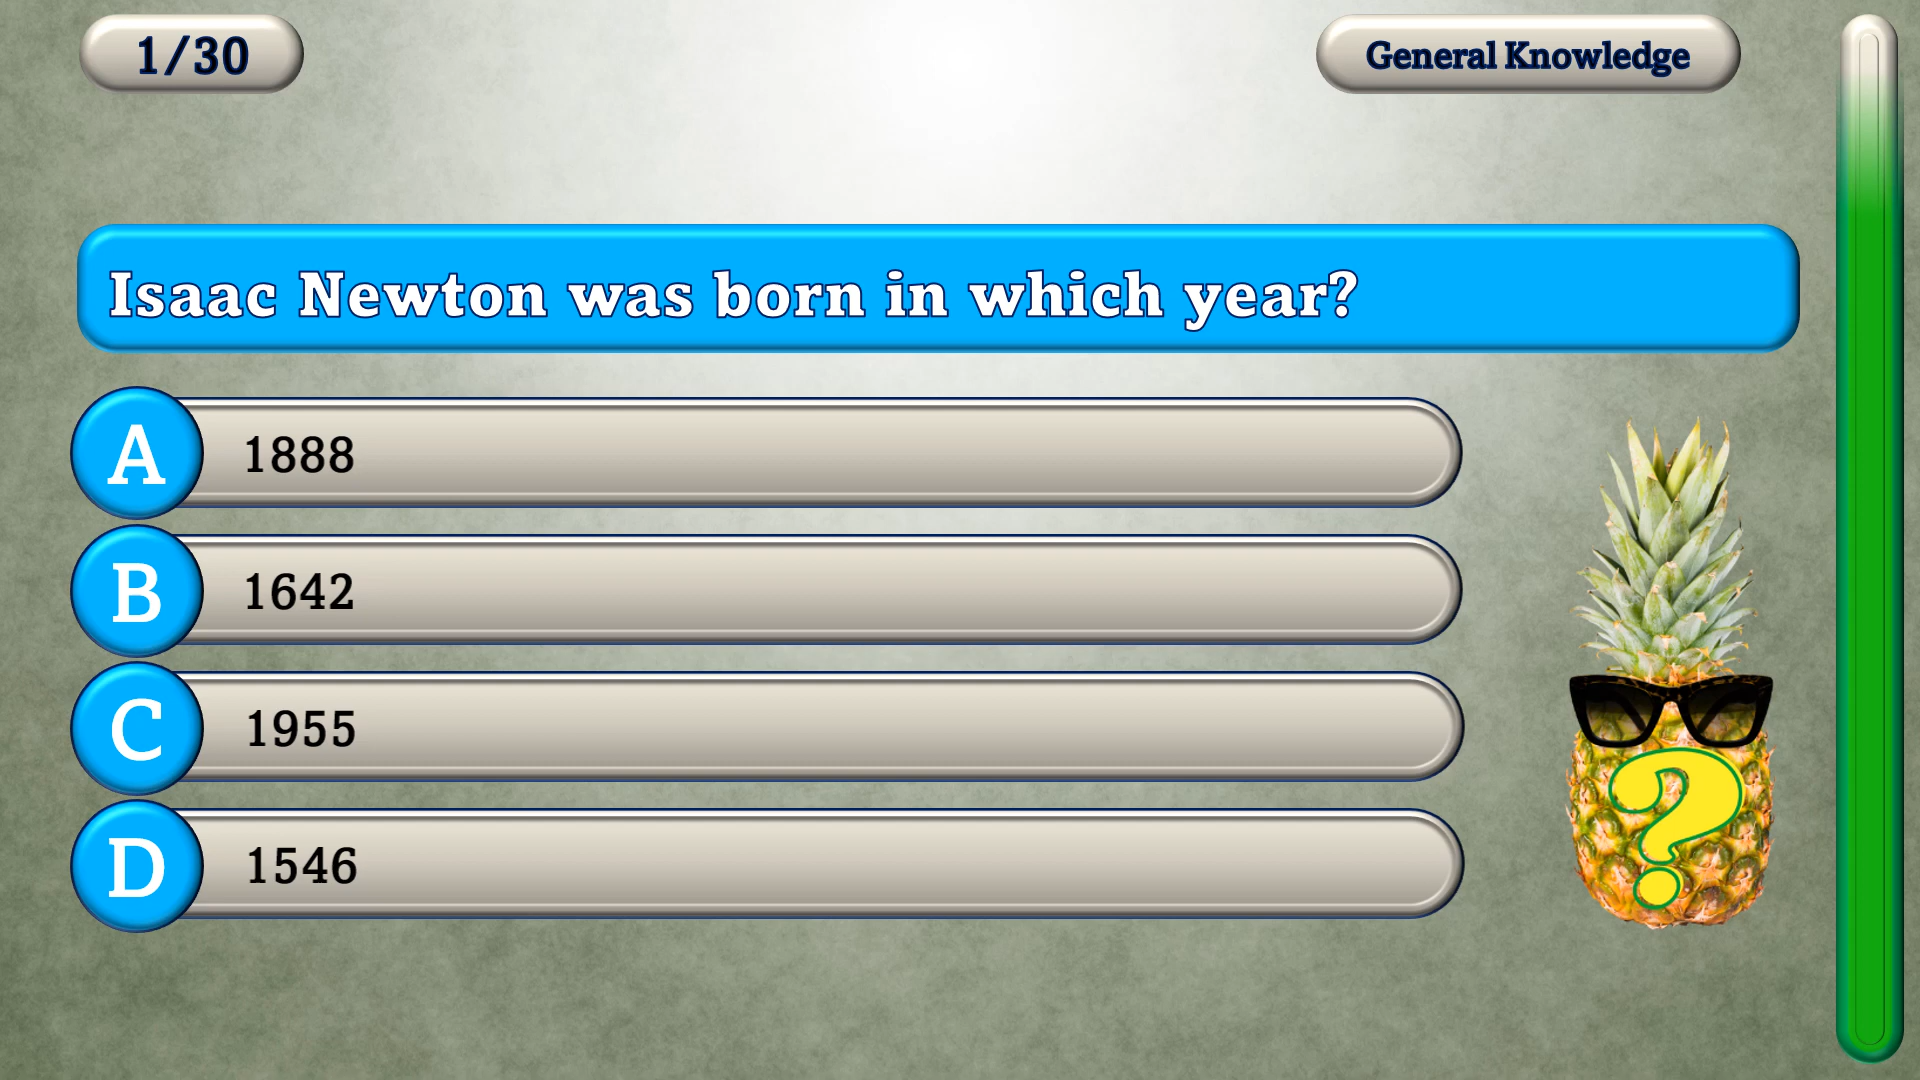 1/30
General Knowledge
Isaac Newton was born in which year?
A 1888
B 1642
C 1955
D 1546
?